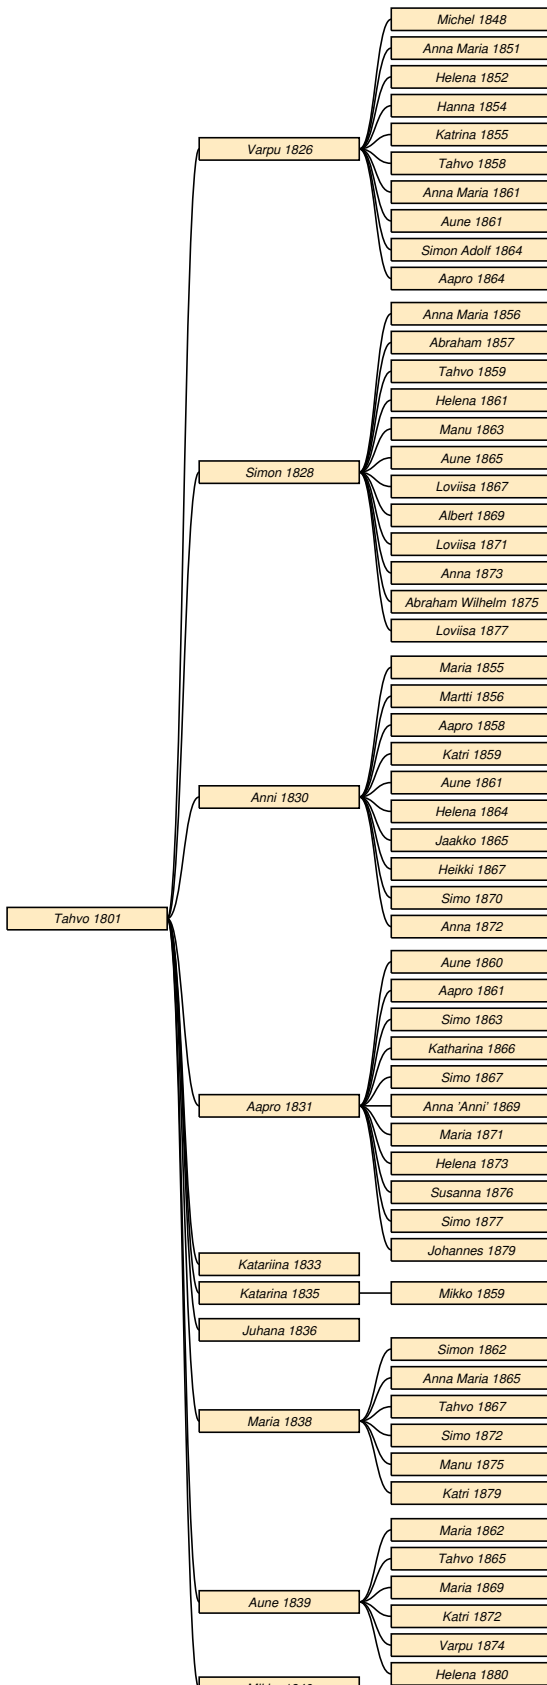 Michel 1848
Anna Maria 1851
Helena 1852
Hanna 1854
Katrina 1855
Varpu 1826
Tahvo 1858
Anna Maria 1861
Aune 1861
Simon Adolf 1864
Aapro 1864
Anna Maria 1856
Abraham 1857
Tahvo 1859
Helena 1861
Manu 1863
Aune 1865
Simon 1828
Loviisa 1867
Albert 1869
Loviisa 1871
Anna 1873
Abraham Wilhelm 1875
Loviisa 1877
Maria 1855
Martti 1856
Aapro 1858
Katri 1859
Aune 1861
Anni 1830
Helena 1864
Jaakko 1865
Heikki 1867
Simo 1870
Tahvo 1801
Anna 1872
Aune 1860
Aapro 1861
Simo 1863
Katharina 1866
Simo 1867
Aapro 1831
Anna 'Anni' 1869
Maria 1871
Helena 1873
Susanna 1876
Simo 1877
Johannes 1879
Katariina 1833
Katarina 1835
Mikko 1859
Juhana 1836
Simon 1862
Anna Maria 1865
Tahvo 1867
Maria 1838
Simo 1872
Manu 1875
Katri 1879
Maria 1862
Tahvo 1865
Maria 1869
Aune 1839
Katri 1872
Varpu 1874
Helena 1880